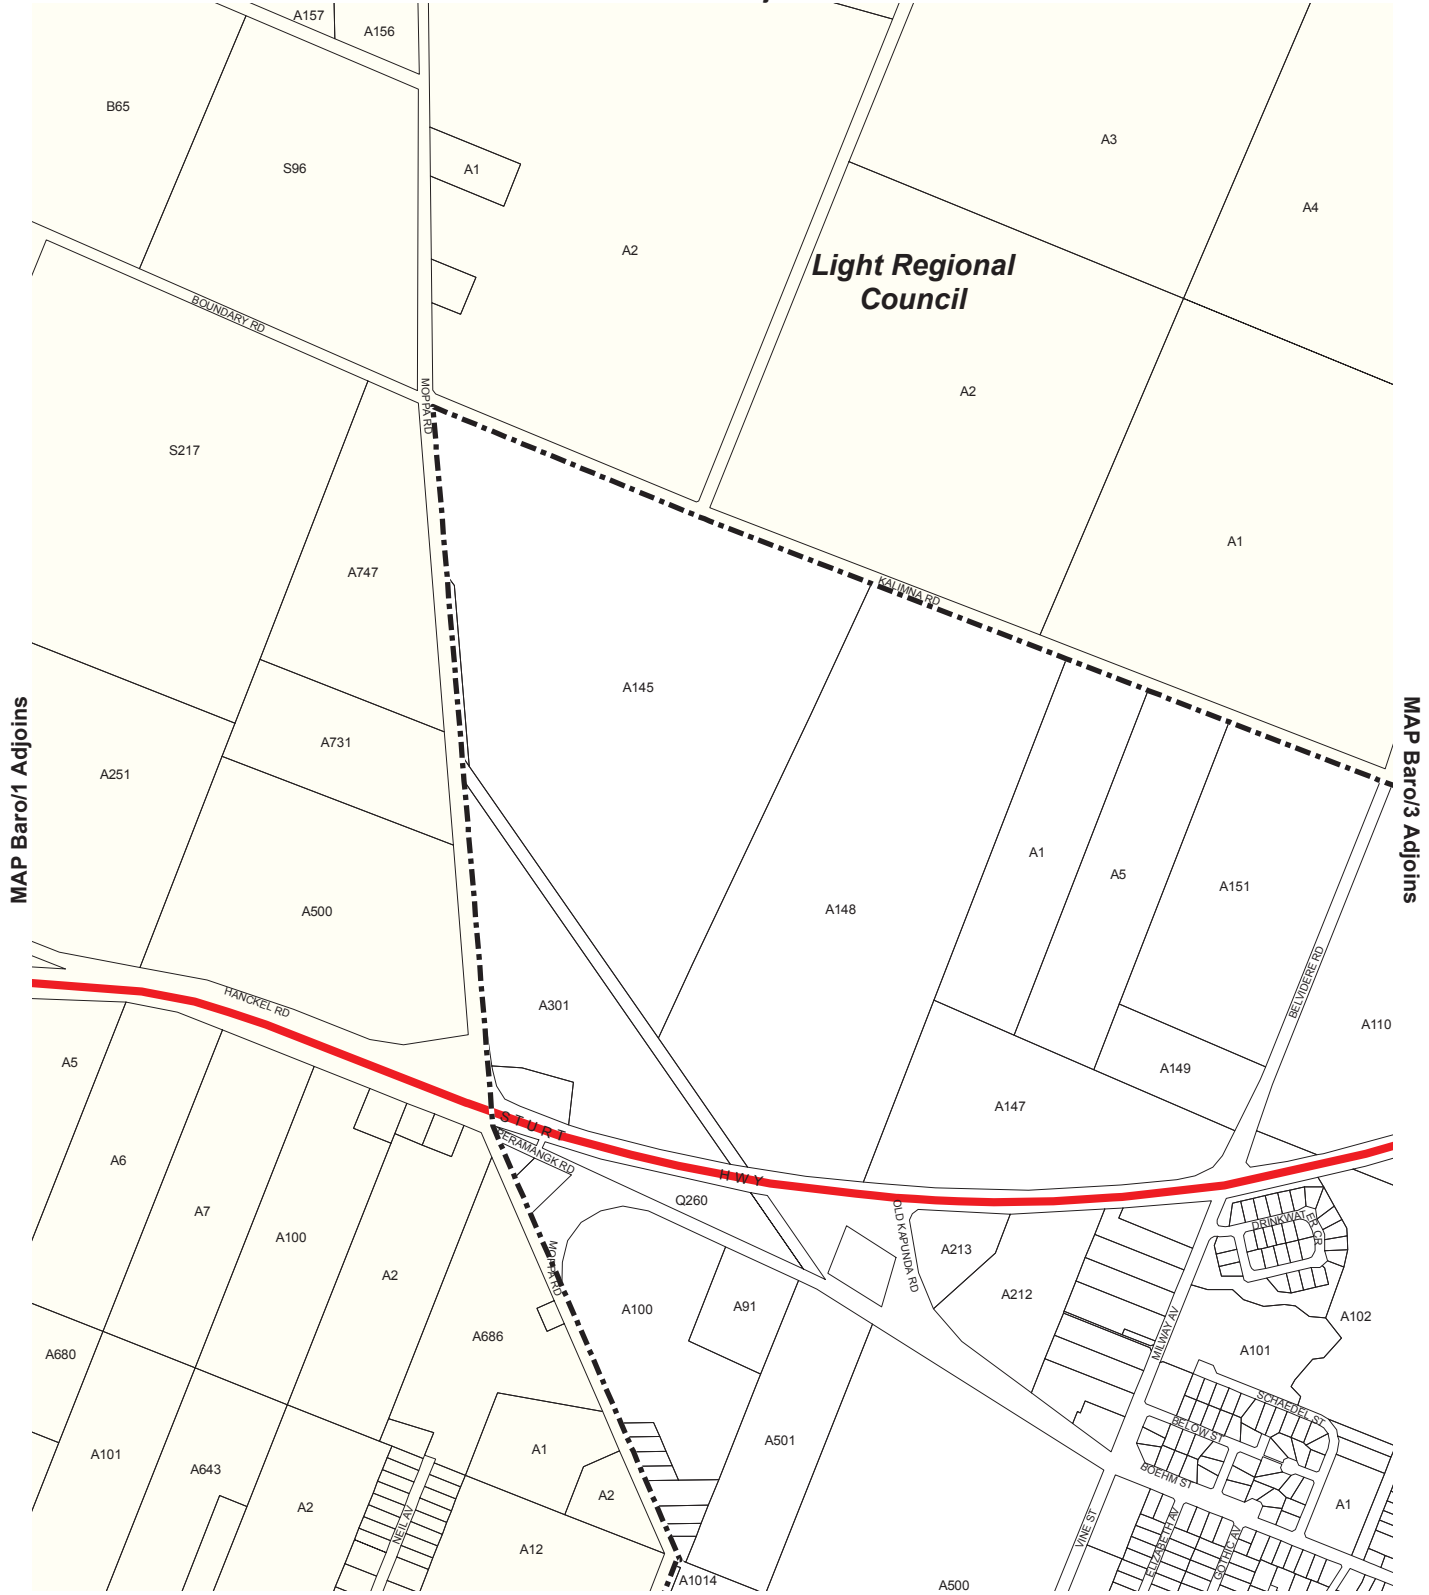 A157
A156
B65
S96
A1
A3
A4
A2
Light Regional
Council
BOUNDARY RD
MOPPA RD
A2
S217
A1
A747
KALIMNA RD
A145
MAP Baro/1 Adjoins
MAP Baro/3 Adjoins
A731
A251
A1
A5
A151
A500
A148
BELVIDERE RD
HANCKEL RD
A301
A110
A5
A149
A147
STURT
HWY
PERAMANGK RD
A6
A7
A100
A2
Q260
OLD KAPUNDA RD
A213
A212
DRINKWATER CR
MOPPA RD
A100
A91
A686
MILWAY AV
A102
A101
A680
SCHAEDEL ST
BELOW ST
BOEHM ST
A101
A643
A2
NEIL AV
A1
A2
A501
A1
VINE ST
ELIZABETH AV
GOTHIC AV
A12
A1014
A500